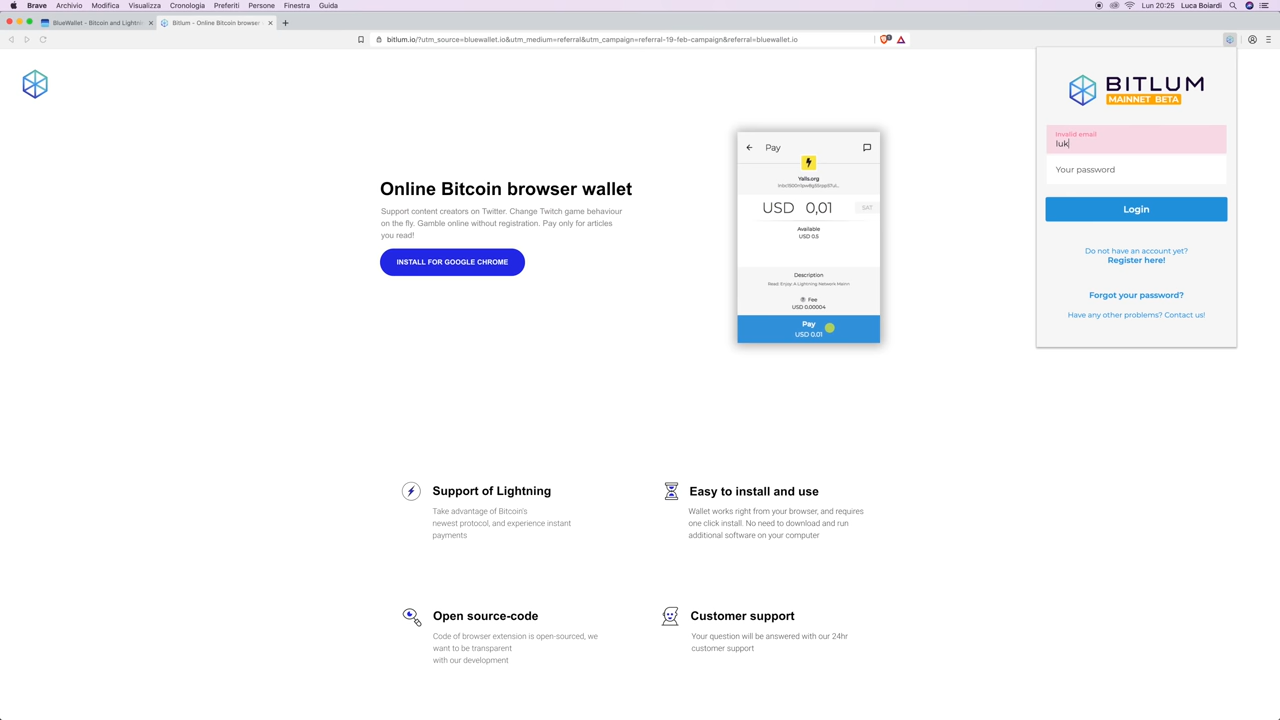 Brave Archivio Modifica Visualizza Cronologia Preferiti Persone Finestra Guida
Lun 20:25 Luca Boiardi
BlueWallet - Bitcoin and Lightnin
Bitlum - Online Bitcoin browser
bitlum.io/?utm_source=bluewallet.io&utm_medium=referral&utm_campaign=referral-19-feb-campaign&referral=bluewallet.io
BITLUM
MAINNET BETA
Invalid email
luk
Your password
Login
Do not have an account yet?
Register here!
Forgot your password?
Have any other problems? Contact us!
Online Bitcoin browser wallet
Support content creators on Twitter. Change Twitch game behaviour
on the fly. Gamble online without registration. Pay only for articles
you read!
INSTALL FOR GOOGLE CHROME
Pay
Yalls.org
USD 0,01 SAT
Available
USD 0.5
Description
Read: Enjoy: A Lightning Network Mainn
Fee
USD 0.00004
Pay
USD 0.01
Support of Lightning
Take advantage of Bitcoin's
newest protocol, and experience instant
payments
Easy to install and use
Wallet works right from your browser, and requires
one click install. No need to download and run
additional software on your computer
Open source-code
Code of browser extension is open-sourced, we
want to be transparent
with our development
Customer support
Your question will be answered with our 24hr
customer support